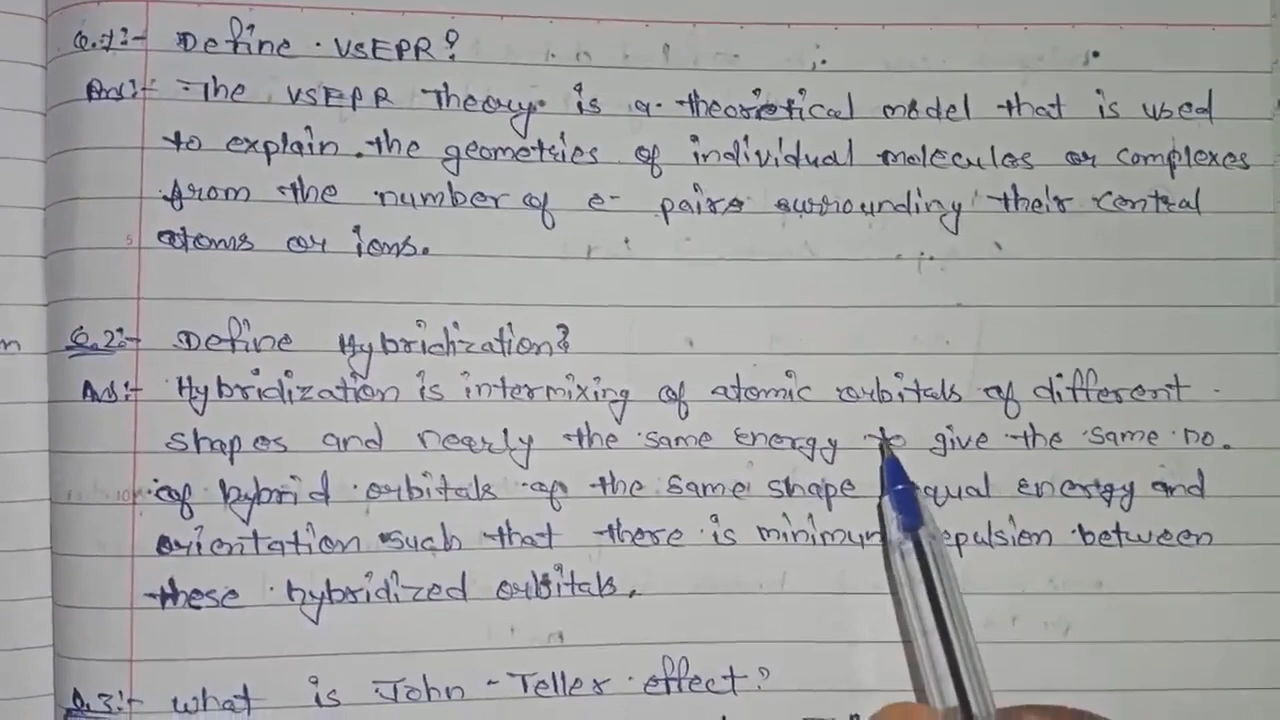 Q.1:- Define VSEPR?
Ans:- The VSEPR Theory is a theoretical model that is used
to explain the geometries of individual molecules or complexes
from the number of e- pairs surrounding their central
atoms or ions.
Q.2:- Define Hybridization?
Ans:- Hybridization is intermixing of atomic orbitals of different
shapes and nearly the same energy to give the same no.
of hybrid orbitals of the same shape equal energy and
orientation such that there is minimum repulsion between
these hybridized orbitals.
Q.3:- What is John-Teller effect?